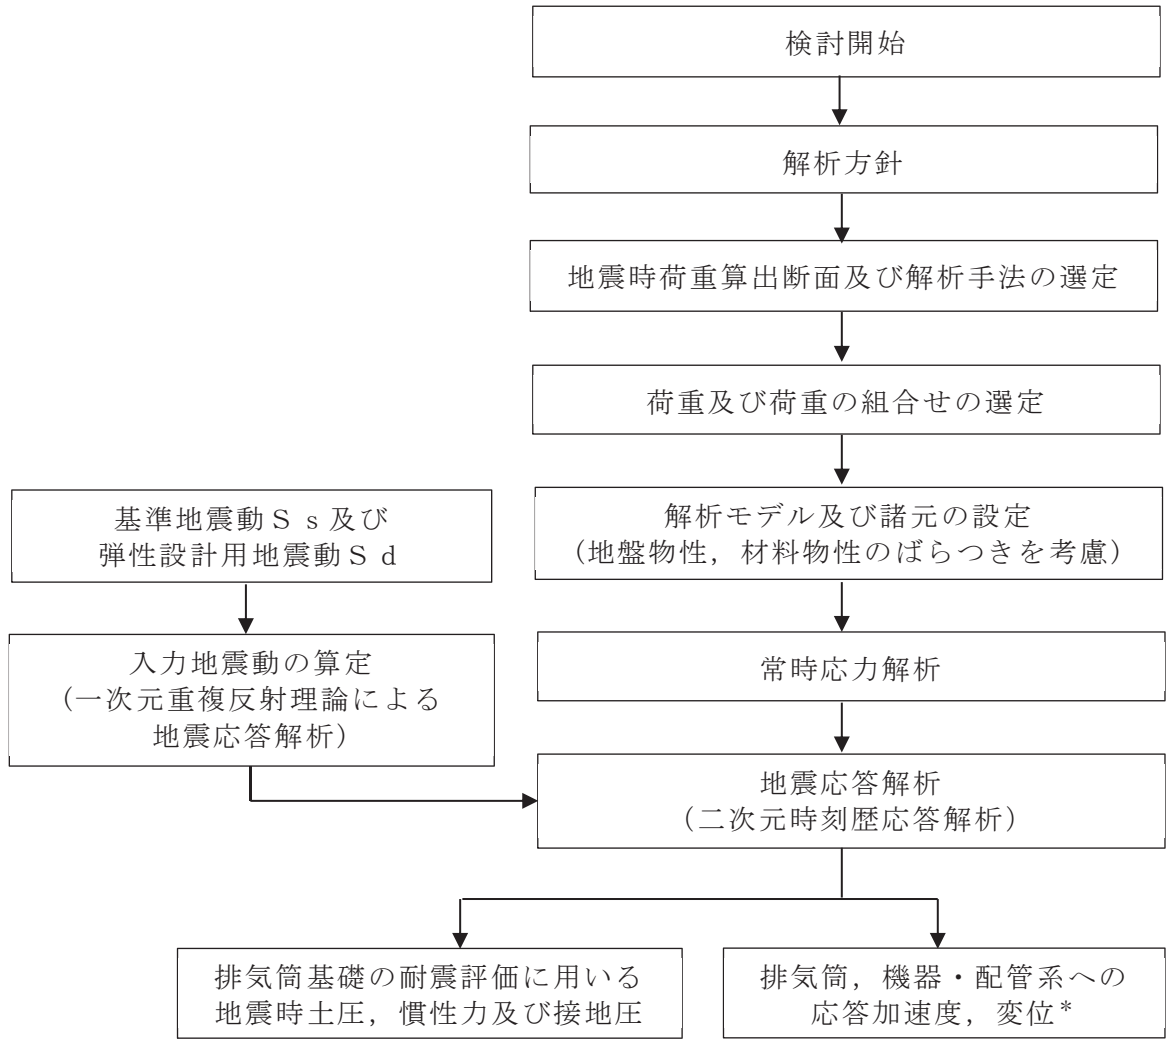 検討開始
解析方針
地震時荷重算出断面及び解析手法の選定
荷重及び荷重の組合せの選定
基準地震動Ｓｓ及び
弾性設計用地震動Ｓｄ
解析モデル及び諸元の設定
（地盤物性，材料物性のばらつきを考慮）
入力地震動の算定
（一次元重複反射理論による
地震応答解析）
常時応力解析
地震応答解析
（二次元時刻歴応答解析）
排気筒基礎の耐震評価に用いる
地震時土圧，慣性力及び接地圧
排気筒，機器・配管系への
応答加速度，変位*